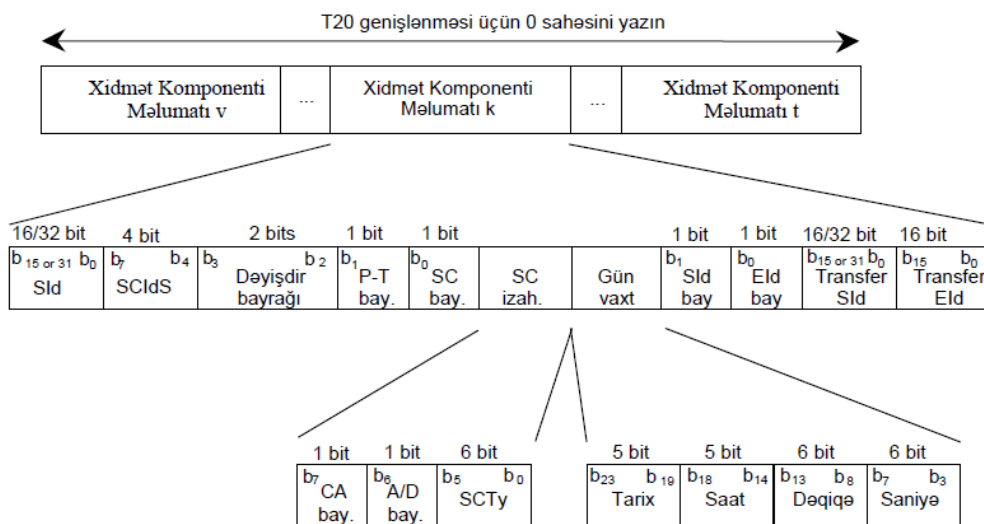 T20 genişlənməsi üçün 0 sahəsini yazın
Xidmət Komponenti
Məlumatı v
...
Xidmət Komponenti
Məlumatı k
...
Xidmət Komponenti
Məlumatı t
16/32 bit 4 bit 2 bits 1 bit 1 bit 1 bit 1 bit 16/32 bit 16 bit
b15 or 31 b0 b7 b4 b3 b2 b1 b0 b1 b0 b15 or 31 b0 b15 b0
SId SCIdS Dəyişdir P-T SC SC Gün SId EId Transfer Transfer
bayrağı bay. bay. izah. vaxt bay bay SId EId
1 bit 1 bit 6 bit 5 bit 5 bit 6 bit 6 bit
b7 b6 b5 b0 b23 b19 b18 b14 b13 b8 b7 b3
CA A/D SCTy Tarix Saat Dəqiqə Saniyə
bay. bay.